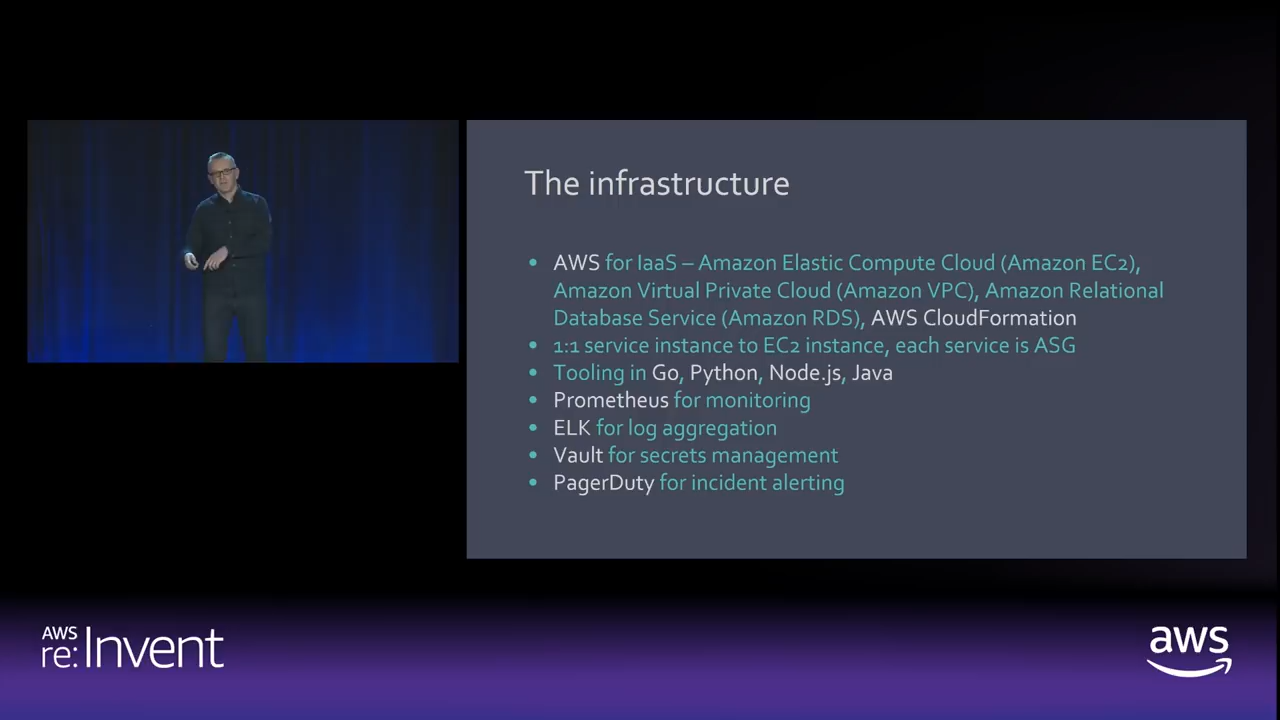 The infrastructure
• AWS for IaaS – Amazon Elastic Compute Cloud (Amazon EC2),
Amazon Virtual Private Cloud (Amazon VPC), Amazon Relational
Database Service (Amazon RDS), AWS CloudFormation
• 1:1 service instance to EC2 instance, each service is ASG
• Tooling in Go, Python, Node.js, Java
• Prometheus for monitoring
• ELK for log aggregation
• Vault for secrets management
• PagerDuty for incident alerting
AWS
re:Invent
aws